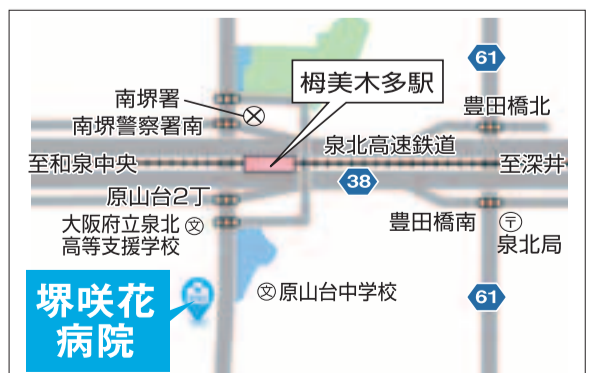 61
栂美木多駅
南堺署
豊田橋北
南堺警察署南
泉北高速鉄道
至和泉中央
至深井
38
原山台2丁
大阪府立泉北
高等支援学校
文
豊田橋南
〒
泉北局
堺咲花
病院
文
原山台中学校
61